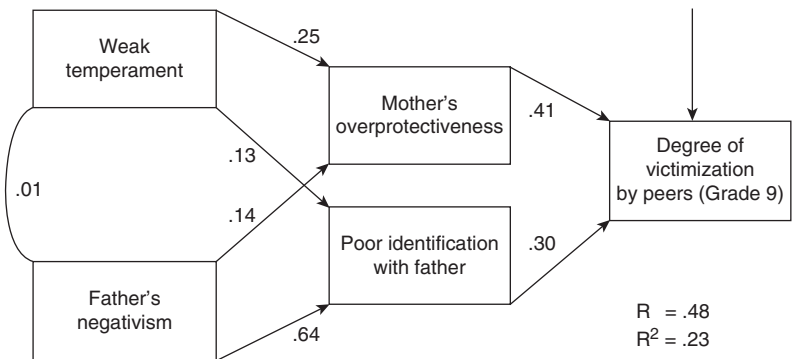 Weak
temperament
.25
Mother's
overprotectiveness
.41
Degree of
victimization
by peers (Grade 9)
.13
.01
.14
Poor identification
with father
.30
Father's
negativism
.64
R = .48
R² = .23